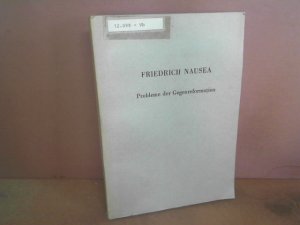 FRIEDRICH NAUSEA
Probleme der Gegenreformation